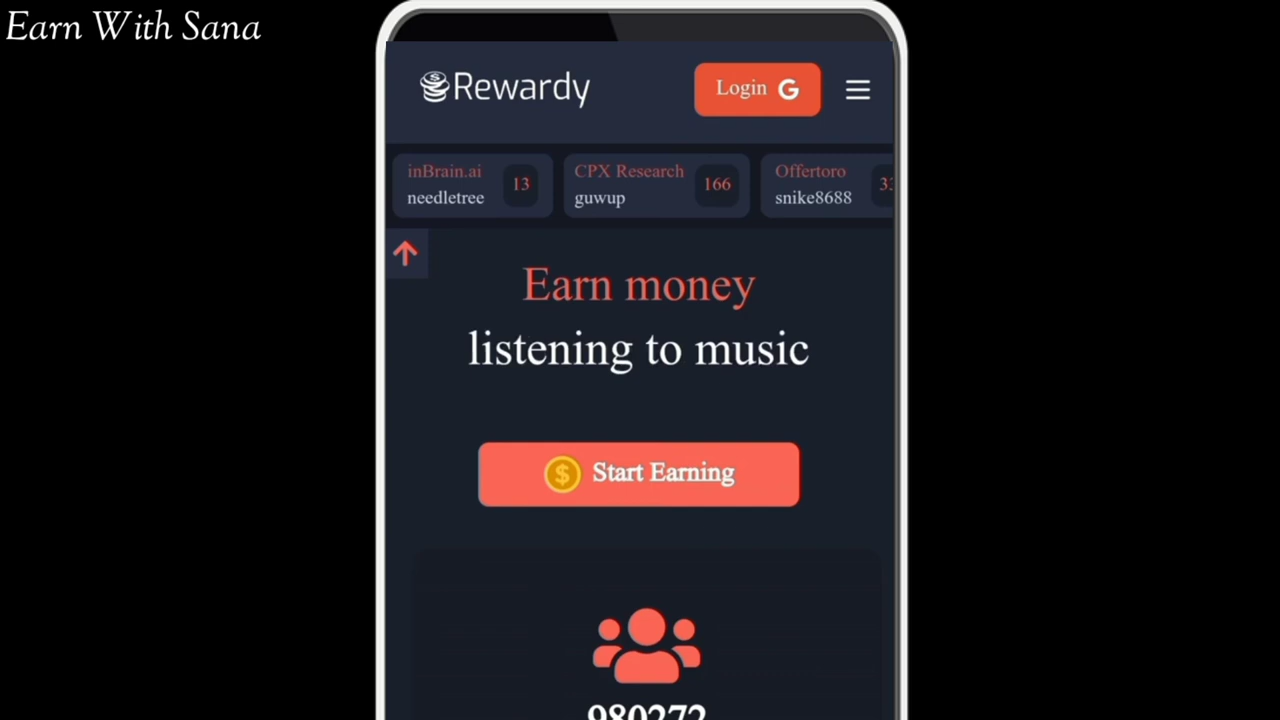 Earn With Sana
Rewardy
Login G
inBrain.ai
needletree
13
CPX Research
guwup
166
Offertoro
snike8688
Earn money
listening to music
$ Start Earning
980272